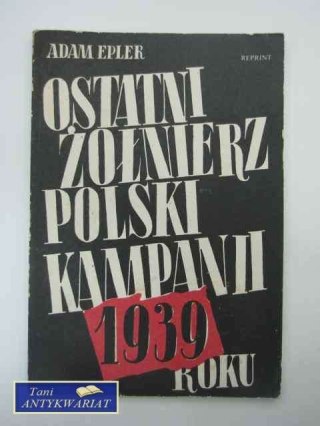 ADAM EPLER
REPRINT
OSTATNI
ŻOŁNIERZ
POLSKI
KAMPANII
1939
ROKU
Tani
ANTYKWARIAT